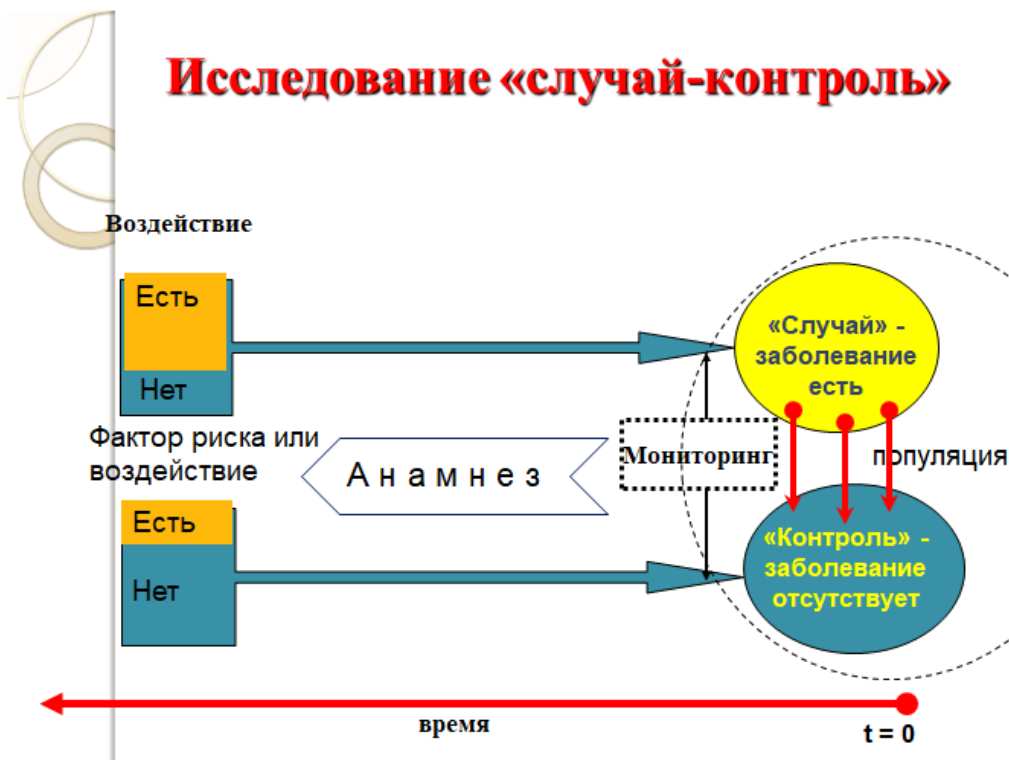 Исследование «случай-контроль»
Воздействие
Есть
Нет
Фактор риска или
воздействие
Есть
Нет
А н а м н е з
Мониторинг
«Случай» -
заболевание
есть
популяция
«Контроль» -
заболевание
отсутствует
время
t = 0